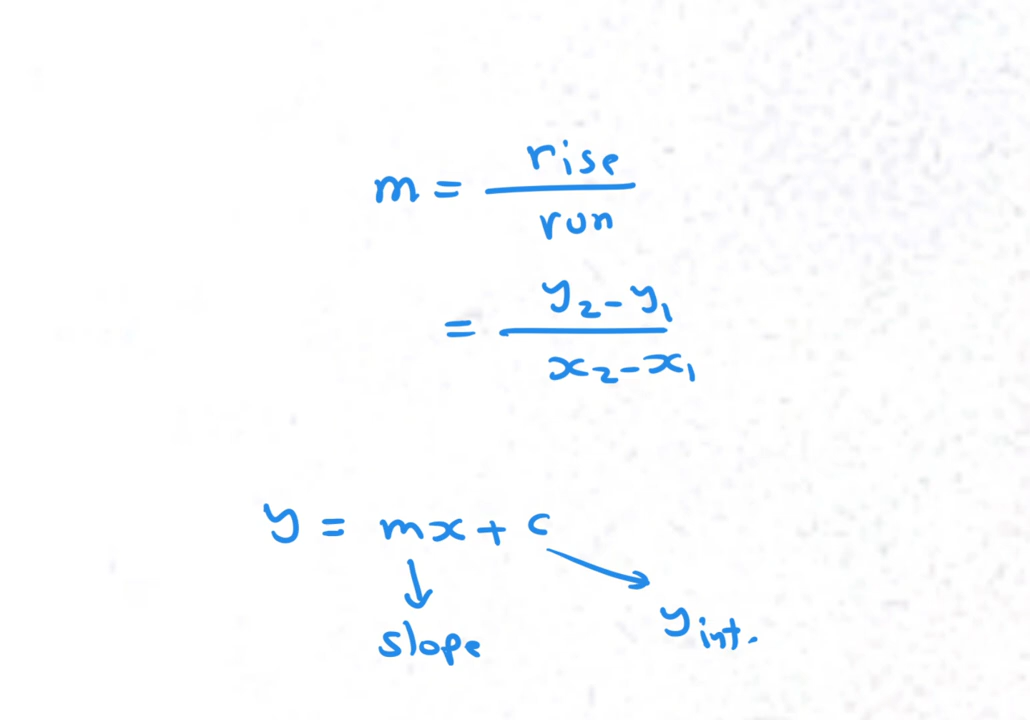 m = rise / run
= y₂ - y₁ / x₂ - x₁
y = mx + c
slope
y int.